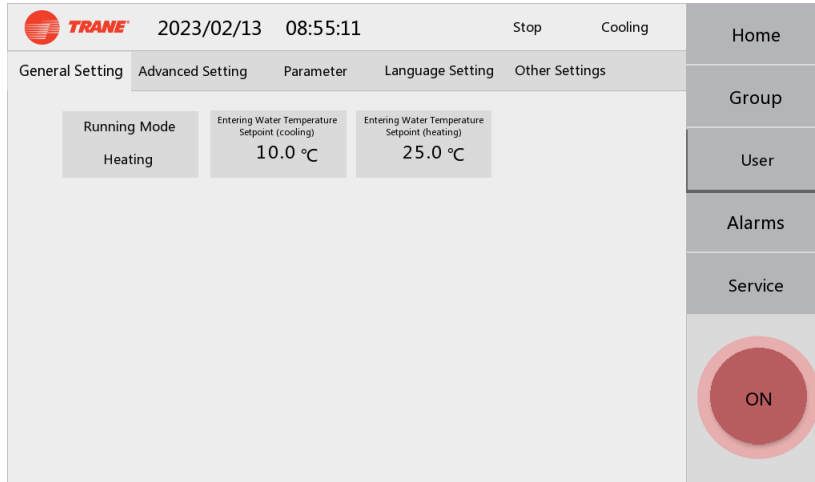 TRANE 2023/02/13 08:55:11 Stop Cooling
General Setting Advanced Setting Parameter Language Setting Other Settings
Running Mode
Heating
Entering Water Temperature
Setpoint (cooling)
10.0 ℃
Entering Water Temperature
Setpoint (heating)
25.0 ℃
Home
Group
User
Alarms
Service
ON